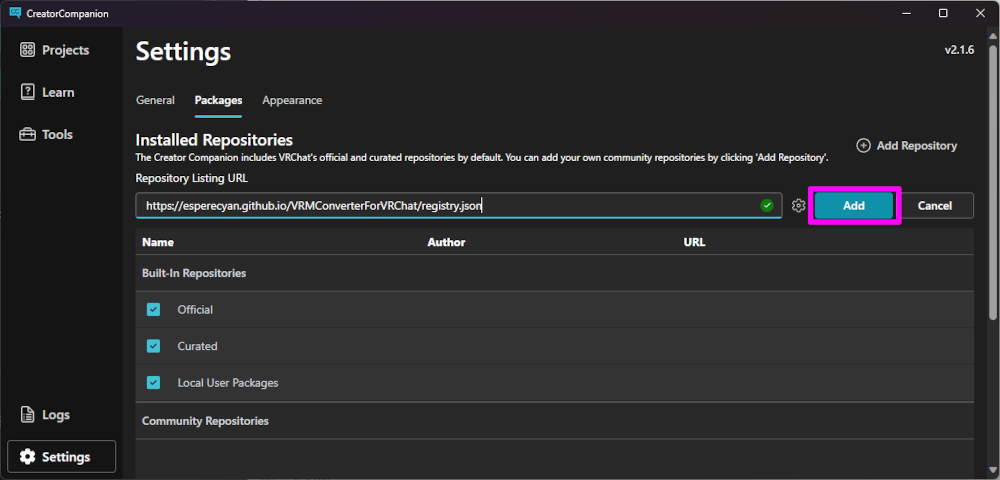 CreatorCompanion
Projects
Learn
Tools
Logs
Settings
Settings
v2.1.6
General Packages Appearance
Installed Repositories
The Creator Companion includes VRChat's official and curated repositories by default. You can add your own community repositories by clicking 'Add Repository'.
Add Repository
Repository Listing URL
https://esperecyan.github.io/VRMConverterForVRChat/registry.json
Add
Cancel
Name Author URL
Built-In Repositories
Official
Curated
Local User Packages
Community Repositories